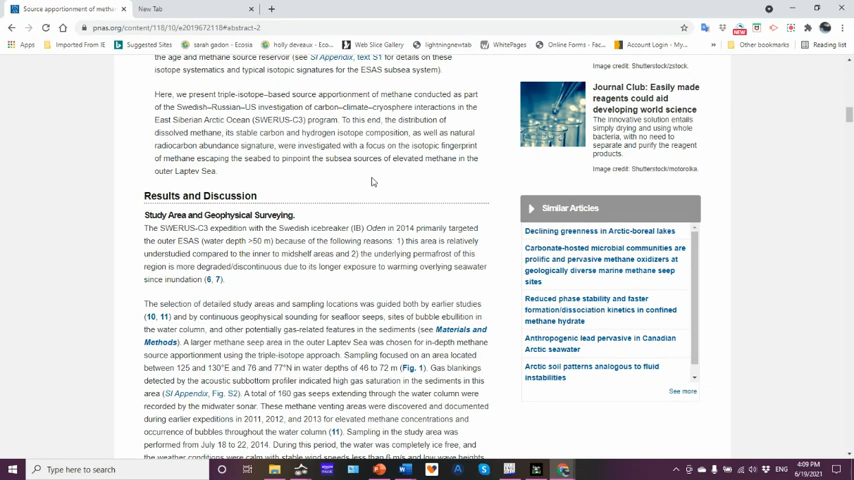 Source apportionment of metha
New Tab
pnas.org/content/118/10/e2019672118#abstract-2
Apps
Imported From IE
Suggested Sites
sarah gadon - Ecosia
holly deveaux - Eco...
Web Slice Gallery
lightningnewtab
WhitePages
Online Forms - Fac...
Account Login - My...
Other bookmarks
Reading list
the age and methane source reservoir (see SI Appendix, text S1 for details on these
isotope systematics and typical isotopic signatures for the ESAS subsea system).
Here, we present triple-isotope–based source apportionment of methane conducted as part
of the Swedish–Russian–US investigation of carbon–climate–cryosphere interactions in the
East Siberian Arctic Ocean (SWERUS-C3) program. To this end, the distribution of
dissolved methane, its stable carbon and hydrogen isotope composition, as well as natural
radiocarbon abundance signature, were investigated with a focus on the isotopic fingerprint
of methane escaping the seabed to pinpoint the subsea sources of elevated methane in the
outer Laptev Sea.
Results and Discussion
Study Area and Geophysical Surveying.
The SWERUS-C3 expedition with the Swedish icebreaker (IB) Oden in 2014 primarily targeted
the outer ESAS (water depth >50 m) because of the following reasons: 1) this area is relatively
understudied compared to the inner to midshelf areas and 2) the underlying permafrost of this
region is more degraded/discontinuous due to its longer exposure to warming overlying seawater
since inundation (6, 7).
The selection of detailed study areas and sampling locations was guided both by earlier studies
(10, 11) and by continuous geophysical sounding for seafloor seeps, sites of bubble ebullition in
the water column, and other potentially gas-related features in the sediments (see Materials and
Methods). A larger methane seep area in the outer Laptev Sea was chosen for in-depth methane
source apportionment using the triple-isotope approach. Sampling focused on an area located
between 125 and 130°E and 76 and 77°N in water depths of 46 to 72 m (Fig. 1). Gas blankings
detected by the acoustic subbottom profiler indicated high gas saturation in the sediments in this
area (SI Appendix, Fig. S2). A total of 160 gas seeps extending through the water column were
recorded by the midwater sonar. These methane venting areas were discovered and documented
during earlier expeditions in 2011, 2012, and 2013 for elevated methane concentrations and
occurrence of bubbles throughout the water column (11). Sampling in the study area was
performed from July 18 to 22, 2014. During this period, the water was completely ice free, and
the weather conditions were calm with stable wind speeds less than 6 m/s and low wave heights
Image credit: Shutterstock/zstock.
Journal Club: Easily made
reagents could aid
developing world science
The innovative solution entails
simply drying and using whole
bacteria, with no need to
separate and purify the reagent
products.
Image credit: Shutterstock/motorolka.
Similar Articles
Declining greenness in Arctic-boreal lakes
Carbonate-hosted microbial communities are
prolific and pervasive methane oxidizers at
geologically diverse marine methane seep
sites
Reduced phase stability and faster
formation/dissociation kinetics in confined
methane hydrate
Anthropogenic lead pervasive in Canadian
Arctic seawater
Arctic soil patterns analogous to fluid
instabilities
See more
Type here to search
ENG
4:09 PM
6/19/2021